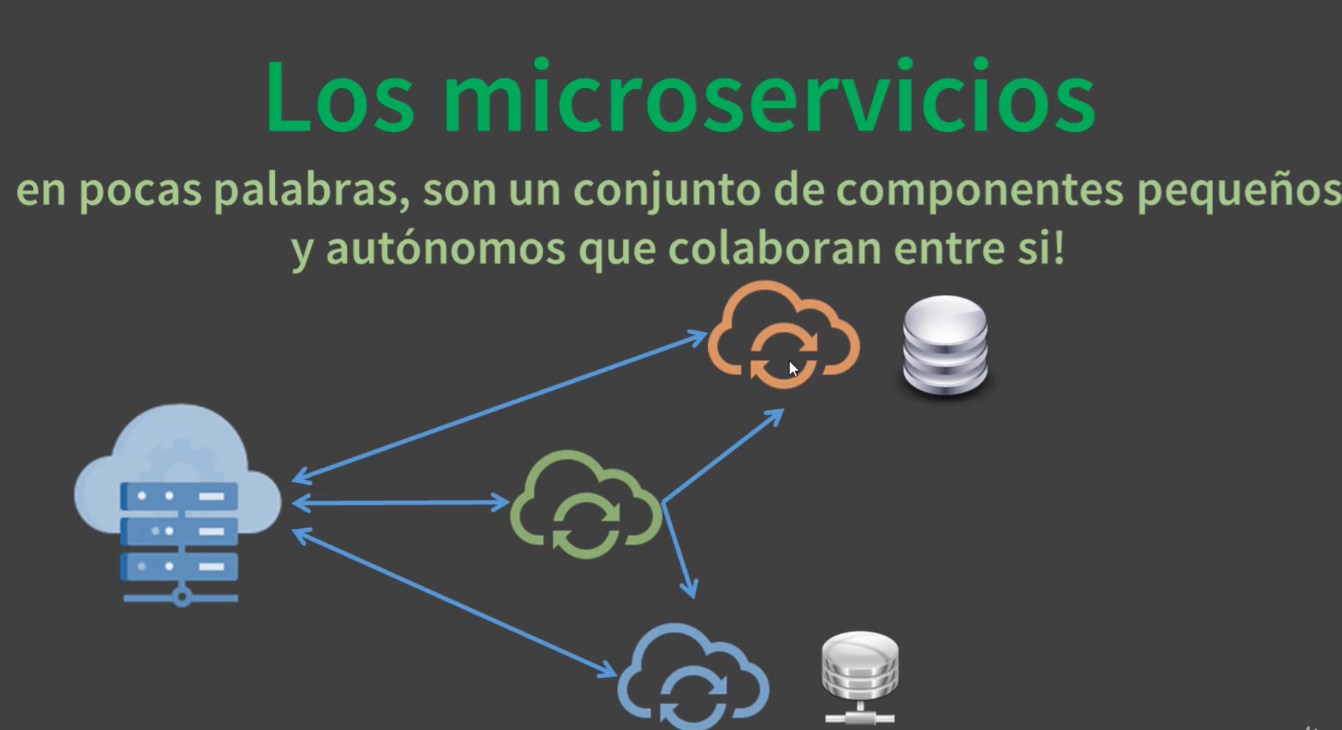 Los microservicios
en pocas palabras, son un conjunto de componentes pequeños
y autónomos que colaboran entre si!